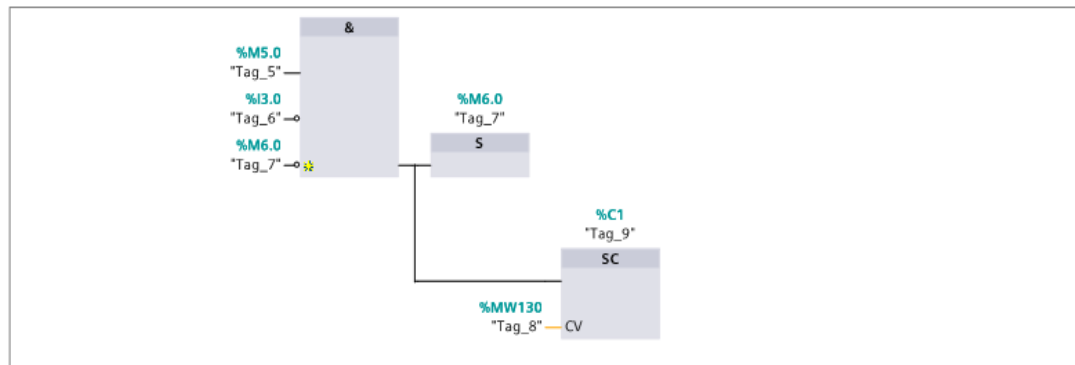 &
%M5.0
"Tag_5"
%I3.0
"Tag_6"
%M6.0
"Tag_7"
%M6.0
"Tag_7"
S
%C1
"Tag_9"
SC
%MW130
"Tag_8"
CV